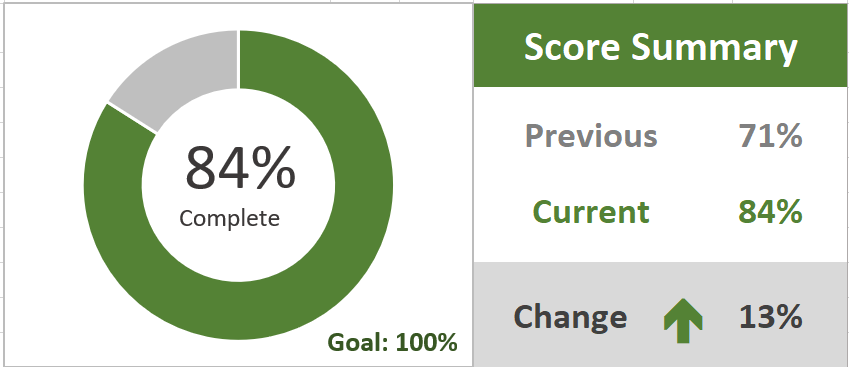 84%
Complete
Goal: 100%
Score Summary
Previous 71%
Current 84%
Change 13%